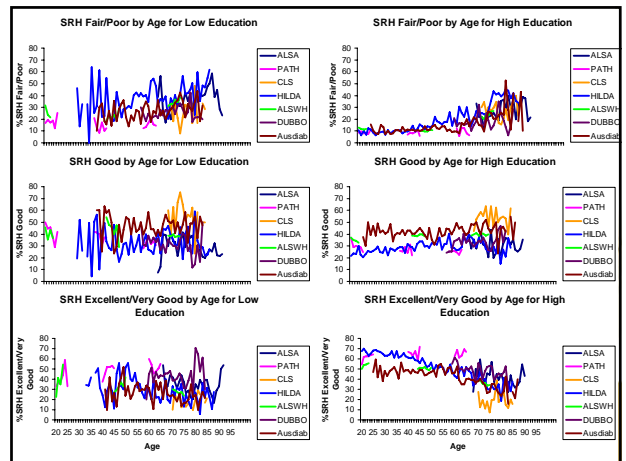 SRH Fair/Poor by Age for Low Education
%SRH Fair/Poor
80
70
60
50
40
30
20
10
0
ALSA
PATH
CLS
HILDA
ALSWH
DUBBO
Ausdiab
SRH Fair/Poor by Age for High Education
%SRH Fair/Poor
80
70
60
50
40
30
20
10
0
ALSA
PATH
CLS
HILDA
ALSWH
DUBBO
Ausdiab
SRH Good by Age for Low Education
%SRH Good
80
70
60
50
40
30
20
10
0
ALSA
PATH
CLS
HILDA
ALSWH
DUBBO
Ausdiab
SRH Good by Age for High Education
%SRH Good
80
70
60
50
40
30
20
10
0
ALSA
PATH
CLS
HILDA
ALSWH
DUBBO
Ausdiab
SRH Excellent/Very Good by Age for Low
Education
%SRH Excellent/Very
Good
80
70
60
50
40
30
20
10
0
20 25 30 35 40 45 50 55 60 65 70 75 80 85 90 95
Age
ALSA
PATH
CLS
HILDA
ALSWH
DUBBO
Ausdiab
SRH Excellent/Very Good by Age for High
Education
%SRH Excellent/Very
Good
80
70
60
50
40
30
20
10
0
20 25 30 35 40 45 50 55 60 65 70 75 80 85 90 95
Age
ALSA
PATH
CLS
HILDA
ALSWH
DUBBO
Ausdiab